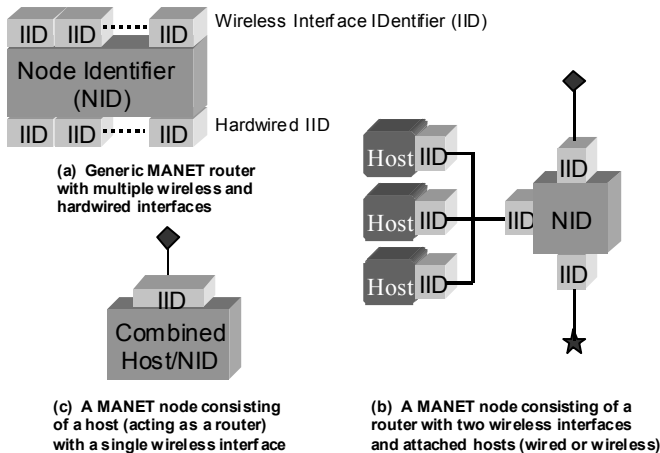 IID IID IID
Wireless Interface IDentifier (IID)
Node Identifier
(NID)
IID IID IID
Hardwired IID
(a) Generic MANET router
with multiple wireless and
hardwired interfaces
IID
Combined
Host/NID
(c) A MANET node consisting
of a host (acting as a router)
with a single wireless interface
Host IID
Host IID
Host IID
IID
IID
NID
IID
(b) A MANET node consisting of a
router with two wireless interfaces
and attached hosts (wired or wireless)